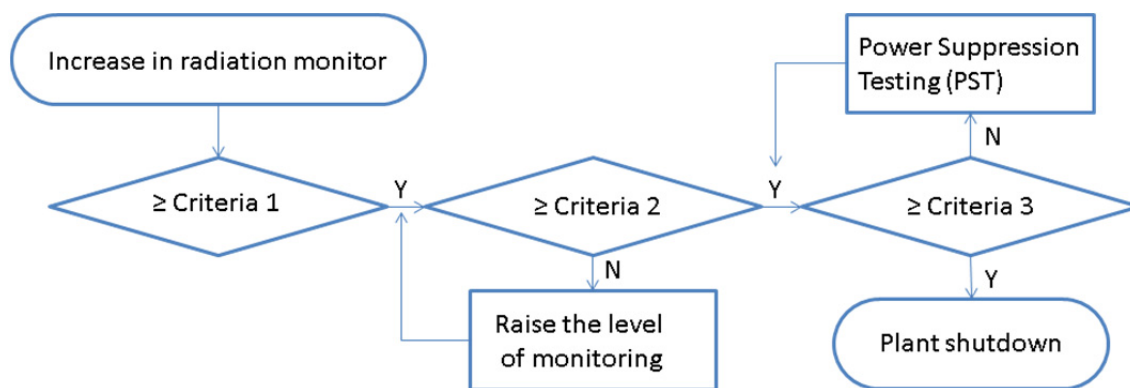 Increase in radiation monitor
Power Suppression
Testing (PST)
N
≥ Criteria 1
Y
≥ Criteria 2
Y
≥ Criteria 3
N
Y
Raise the level
of monitoring
Plant shutdown